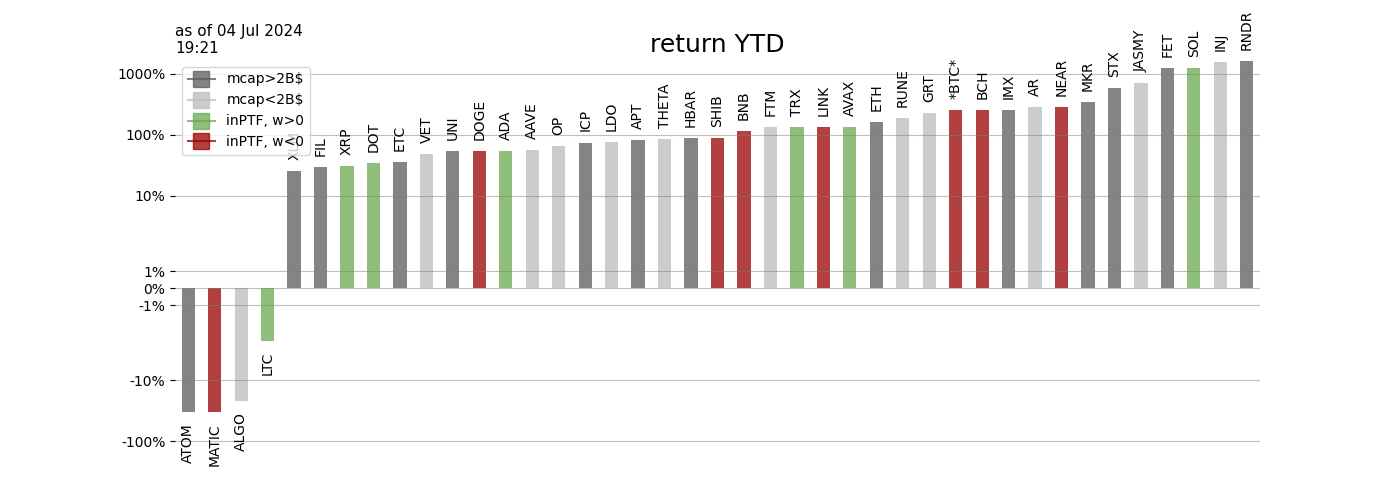 as of 04 Jul 2024
19:21
return YTD
mcap>2B$
mcap<2B$
inPTF, w>0
inPTF, w<0
1000%
100%
10%
1%
0%
-1%
-10%
-100%
ATOM
MATIC
ALGO
LTC
XLM
FIL
XRP
DOT
ETC
VET
UNI
DOGE
ADA
AAVE
OP
ICP
LDO
APT
THETA
HBAR
SHIB
BNB
FTM
TRX
LINK
AVAX
ETH
RUNE
GRT
*BTC*
BCH
IMX
AR
NEAR
MKR
STX
JASMY
FET
SOL
INJ
RNDR